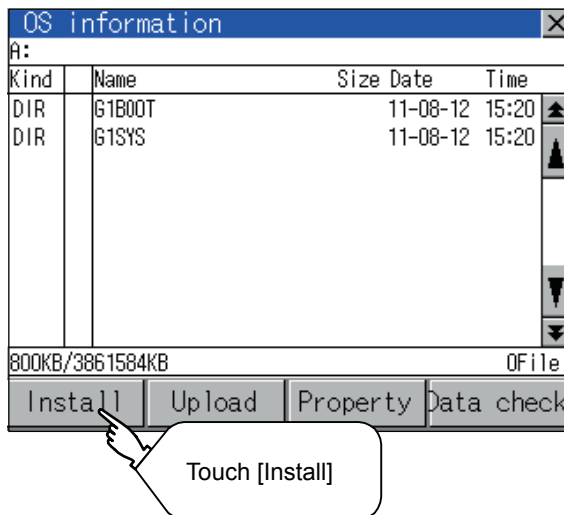 OS information
A:
Kind Name Size Date Time
DIR G1BOOT 11-08-12 15:20
DIR G1SYS 11-08-12 15:20
800KB/3861584KB 0File
Install Upload Property Data check
Touch [Install]